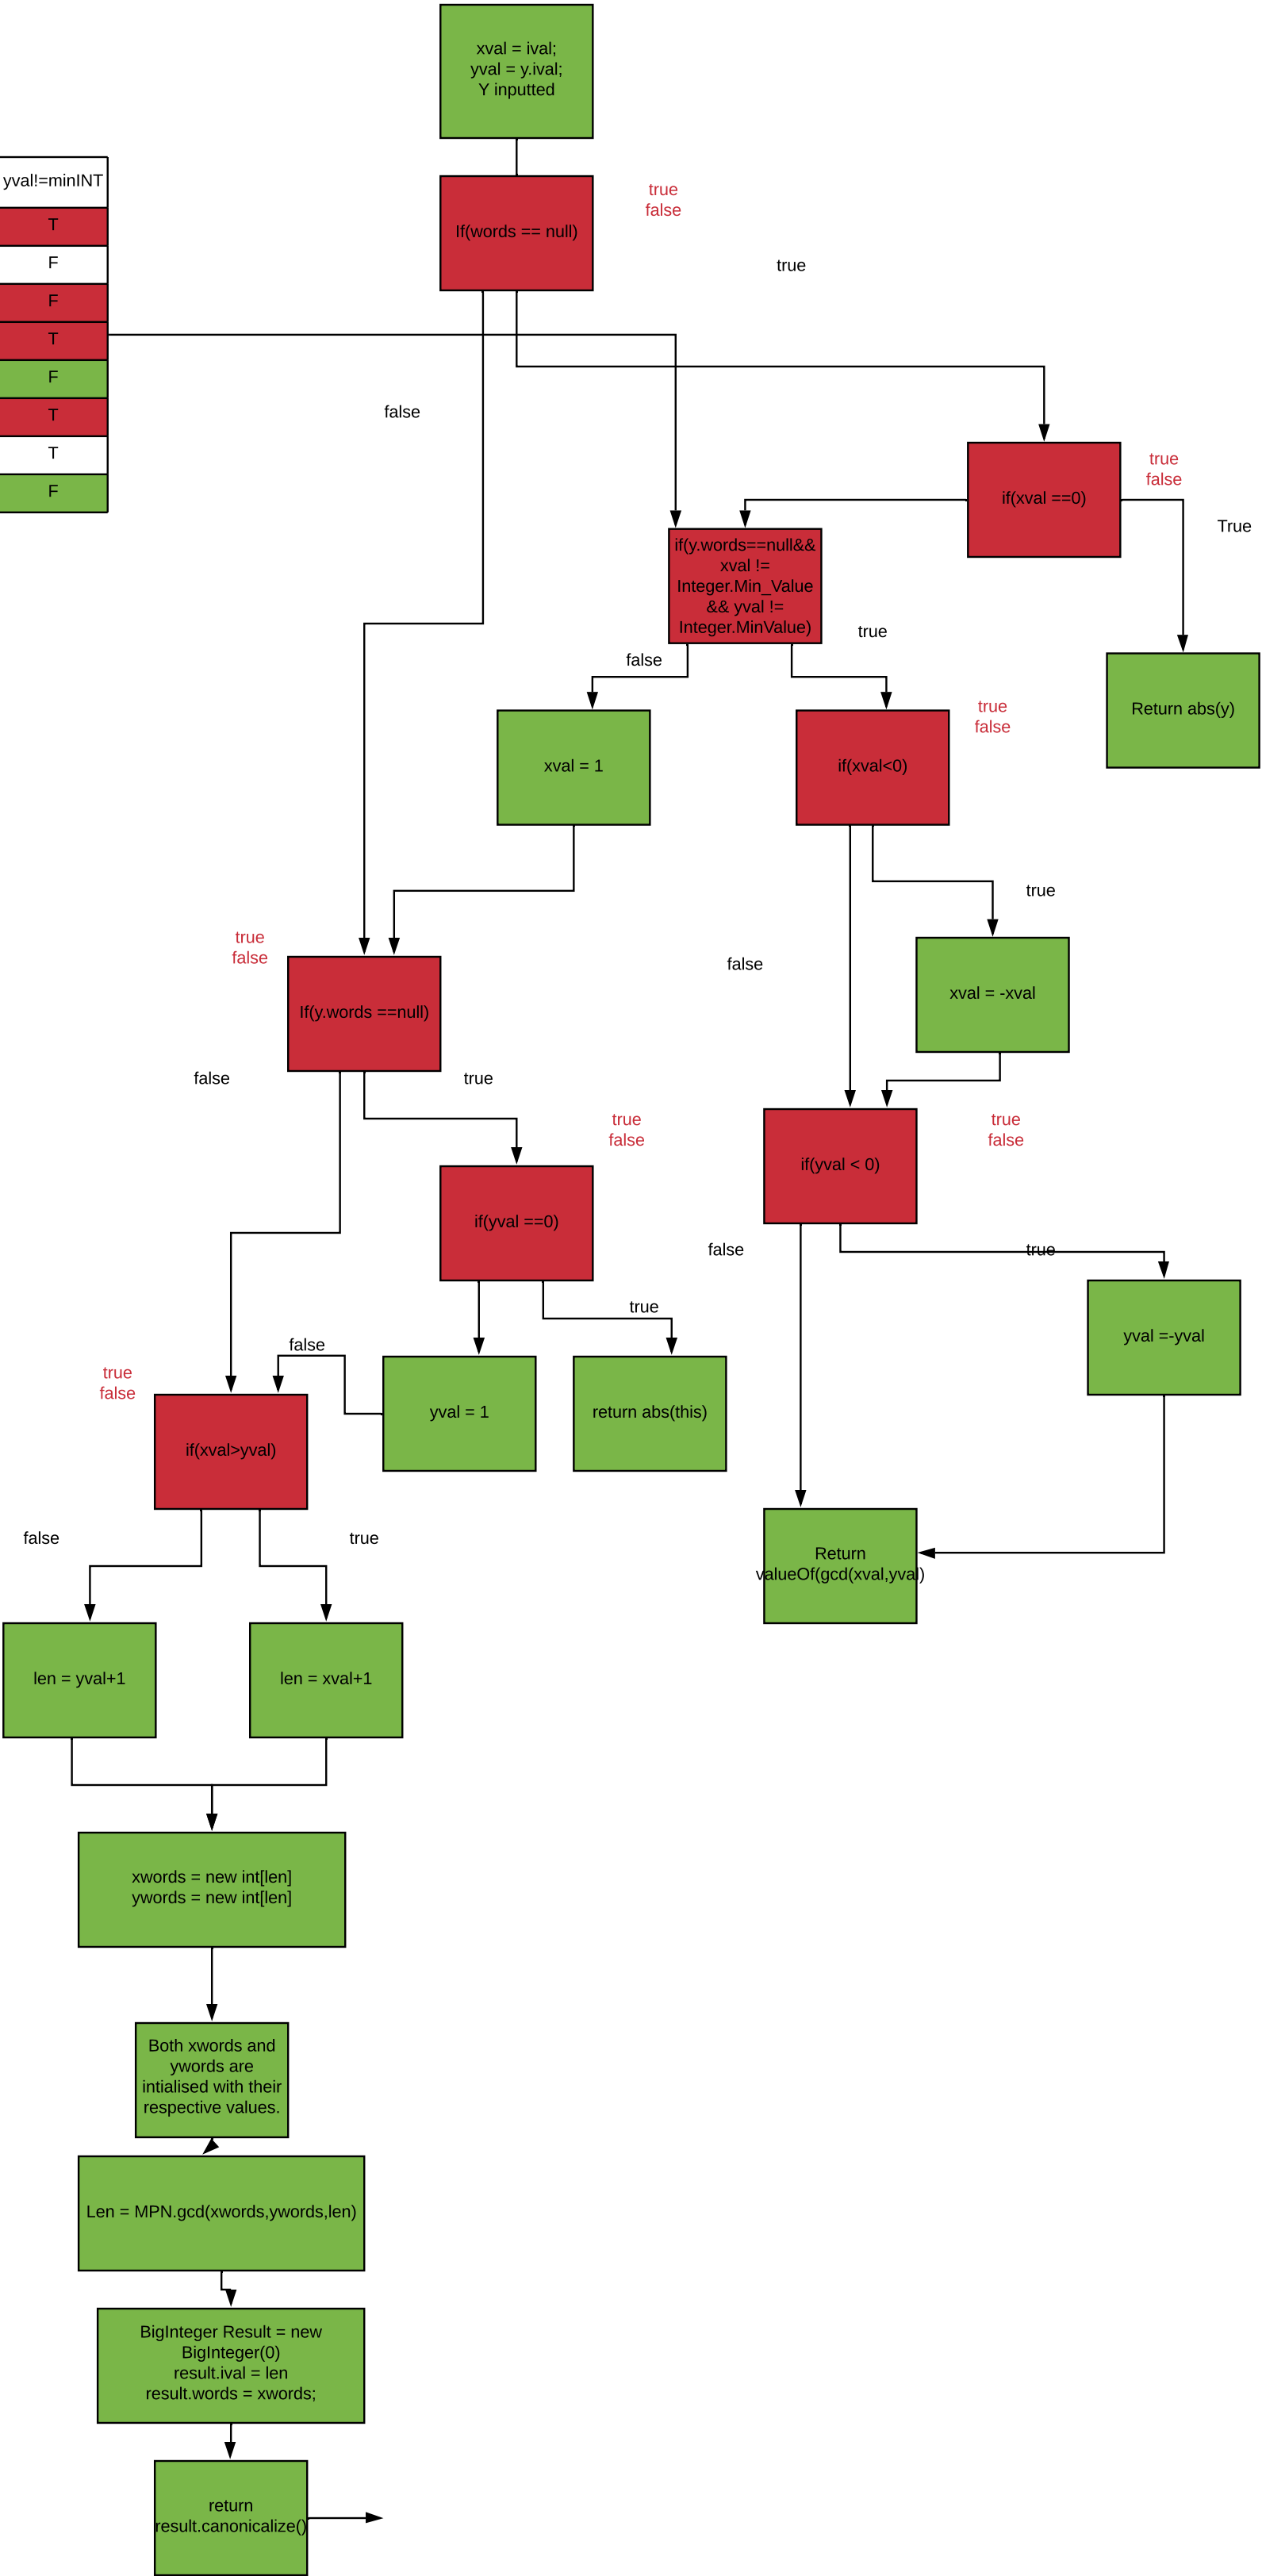 xval = ival;
yval = y.ival;
Y inputted
yval!=minINT
T
F
F
T
F
T
T
F
If(words == null)
true
false
true
false
if(xval ==0)
true
false
True
if(y.words==null&&
xval !=
Integer.Min_Value
&& yval !=
Integer.MinValue)
true
false
Return abs(y)
xval = 1
if(xval<0)
true
false
true
false
xval = -xval
true
false
If(y.words ==null)
false
true
true
false
if(yval < 0)
true
false
if(yval ==0)
false
true
yval =-yval
true
false
true
false
if(xval>yval)
yval = 1
return abs(this)
false
true
Return
valueOf(gcd(xval,yval)
len = yval+1
len = xval+1
xwords = new int[len]
ywords = new int[len]
Both xwords and
ywords are
intialised with their
respective values.
Len = MPN.gcd(xwords,ywords,len)
BigInteger Result = new
BigInteger(0)
result.ival = len
result.words = xwords;
return
result.canonicalize()